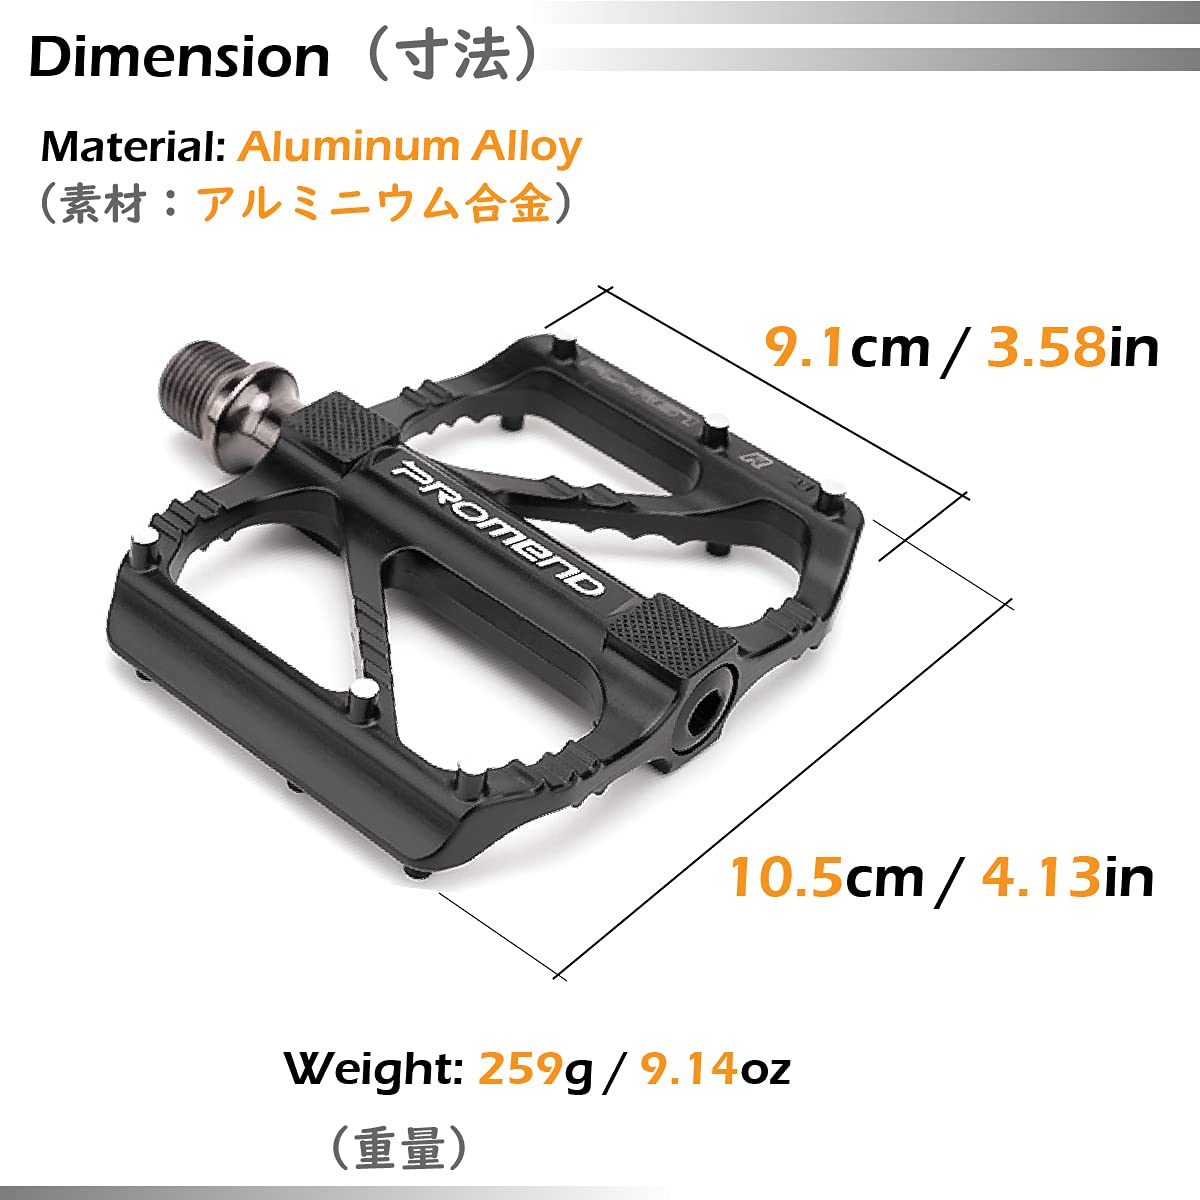 Dimension（寸法）
Material: Aluminum Alloy
(素材：アルミニウム合金)
9.1cm / 3.58in
R
PROMEND
10.5cm / 4.13in
Weight: 259g / 9.14oz
（重量）